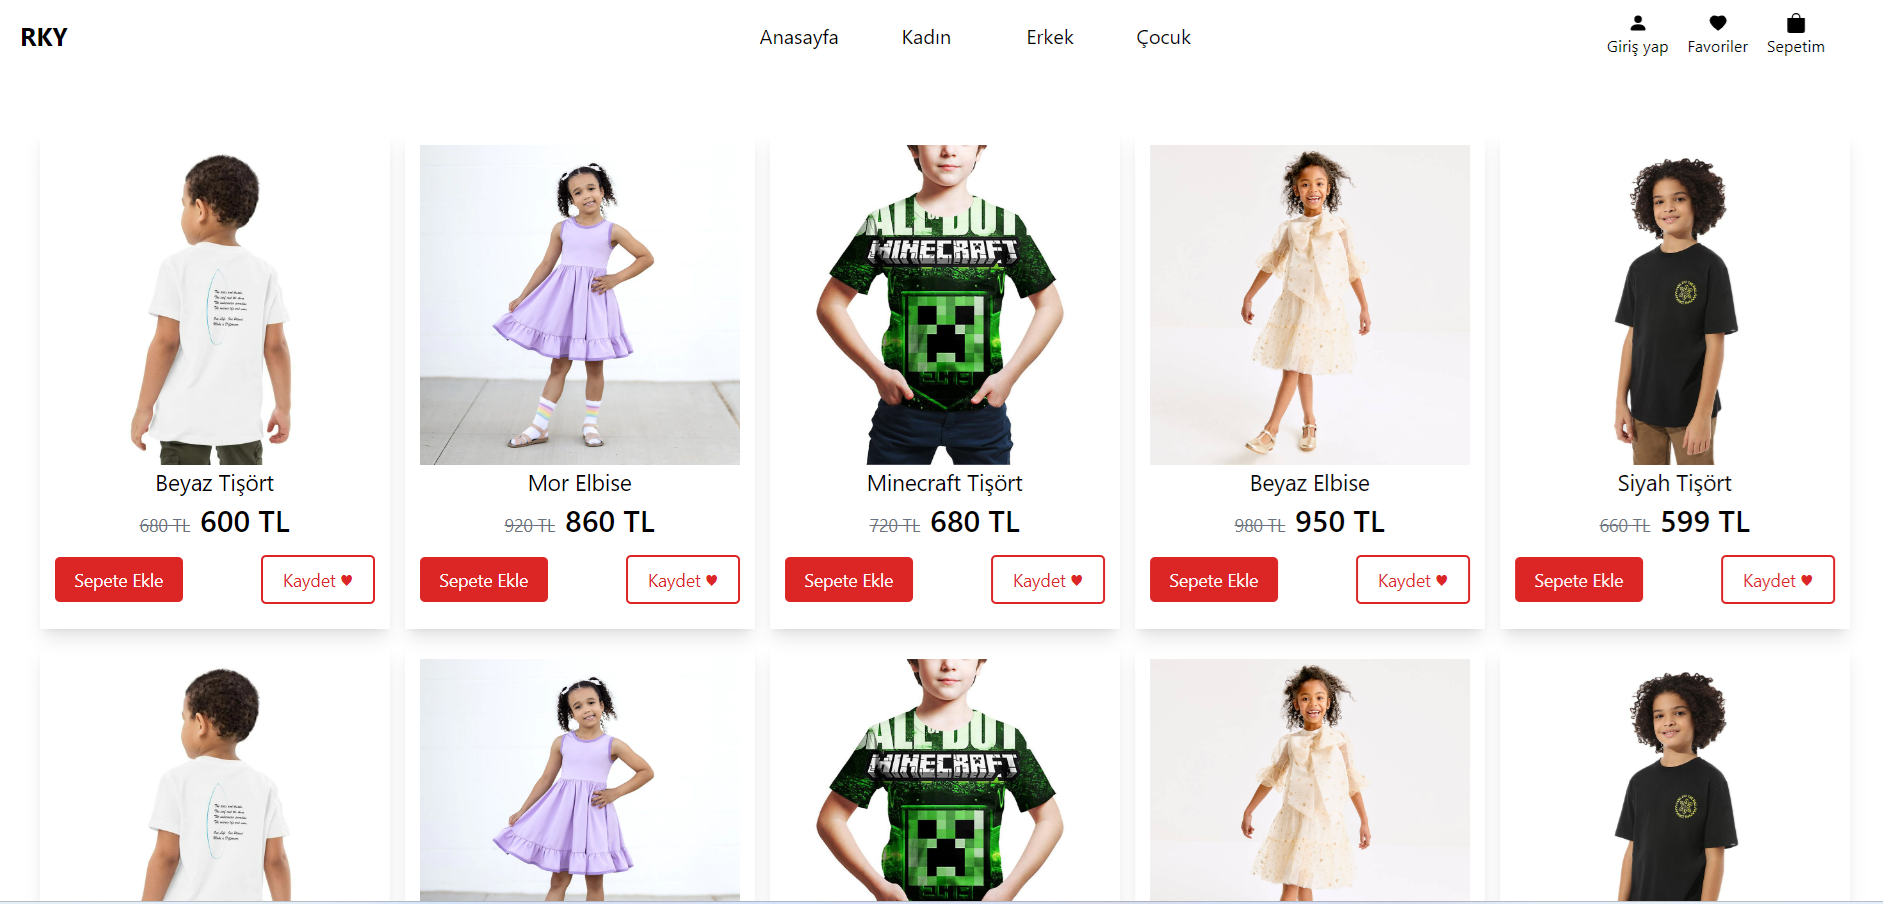 RKY
Anasayfa
Kadın
Erkek
Çocuk
Giriş yap
Favoriler
Sepetim
MINECRAFT
Beyaz Tişört
680 TL 600 TL
Sepete Ekle
Kaydet ♥
Mor Elbise
920 TL 860 TL
Sepete Ekle
Kaydet ♥
Minecraft Tişört
720 TL 680 TL
Sepete Ekle
Kaydet ♥
Beyaz Elbise
980 TL 950 TL
Sepete Ekle
Kaydet ♥
Siyah Tişört
660 TL 599 TL
Sepete Ekle
Kaydet ♥
MINECRAFT